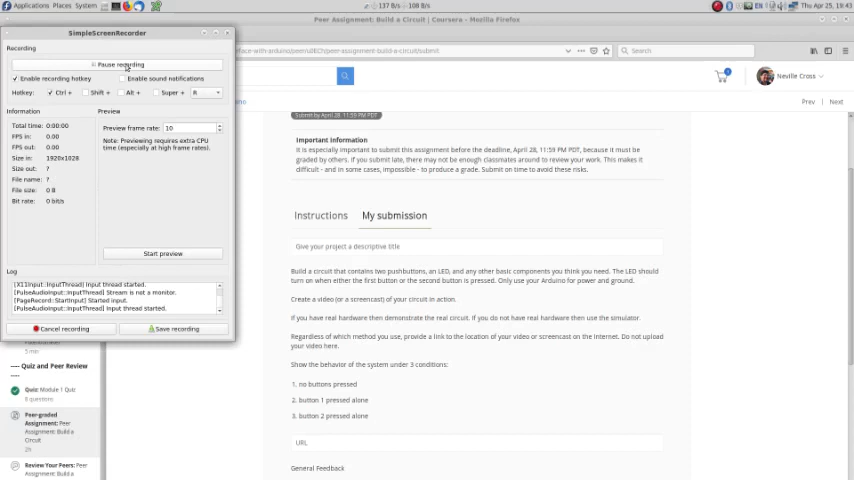 Applications Places System
137 B/s 108 B/s
EN
Thu Apr 25, 19:43
Peer Assignment: Build a Circuit | Coursera - Mozilla Firefox
SimpleScreenRecorder
Recording
Pause recording
Enable recording hotkey
Enable sound notifications
Hotkey: Ctrl + Shift + Alt + Super + R
Information
Total time: 0:00:00
FPS in: 0.00
FPS out: 0.00
Size in: 1920x1028
Size out: ?
File name: ?
File size: 0 B
Bit rate: 0 bit/s
Preview
Preview frame rate: 10
Note: Previewing requires extra CPU
time (especially at high frame rates).
Start preview
Log
[X11Input::InputThread] Input thread started.
[PulseAudioInput::InputThread] Stream is not a monitor.
[PageRecord::StartInput] Started input.
[PulseAudioInput::InputThread] Input thread started.
Cancel recording
Save recording
5 min
---- Quiz and Peer Review
----
Quiz: Module 1 Quiz
6 questions
Peer-graded
Assignment: Peer
Assignment: Build a
Circuit
2h
Review Your Peers: Peer
Assignment: Build a
peer-assignment-build-a-circuit/submit
Search
Neville Cross
Prev
Next
Submit by April 28, 11:59 PM PDT
Important Information
It is especially important to submit this assignment before the deadline, April 28, 11:59 PM PDT, because it must be
graded by others. If you submit late, there may not be enough classmates around to review your work. This makes it
difficult - and in some cases, impossible - to produce a grade. Submit on time to avoid these risks.
Instructions
My submission
Give your project a descriptive title
Build a circuit that contains two pushbuttons, an LED, and any other basic components you think you need. The LED should
turn on when either the first button or the second button is pressed. Only use your Arduino for power and ground.
Create a video (or a screencast) of your circuit in action.
If you have real hardware then demonstrate the real circuit. If you do not have real hardware then use the simulator.
Regardless of which method you use, provide a link to the location of your video or screencast on the Internet. Do not upload
your video here.
Show the behavior of the system under 3 conditions:
1. no buttons pressed
2. button 1 pressed alone
3. button 2 pressed alone
URL
General Feedback